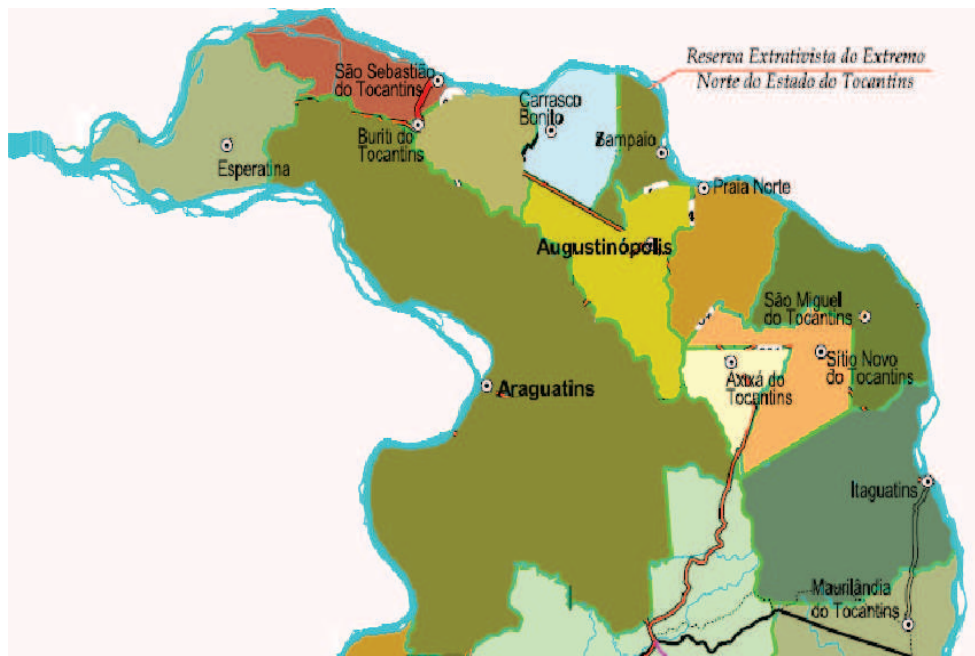 Reserva Extrativista do Extremo
Norte do Estado do Tocantins
São Sebastião
do Tocantins
Carrasco
Bonito
Buriti do
Tocantins
Sampaio
Esperatina
Praia Norte
Augustinópolis
São Miguel
do Tocantins
Sítio Novo
do Tocantins
Axixá do
Tocantins
Araguatins
Itaguatins
Maurilândia
do Tocantins